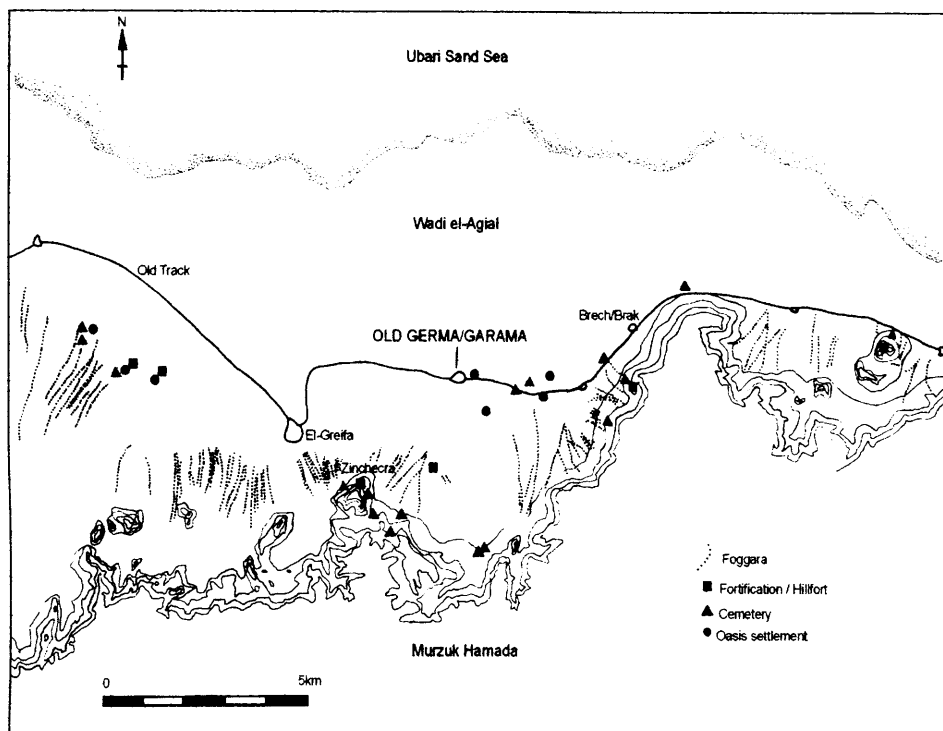 N
Ubari Sand Sea
Wadi el-Agial
Old Track
Brech/Brak
OLD GERMA/GARAMA
El-Greifa
Zinchecra
Foggara
Fortification / Hillfort
Cemetery
Oasis settlement
Murzuk Hamada
0 5km